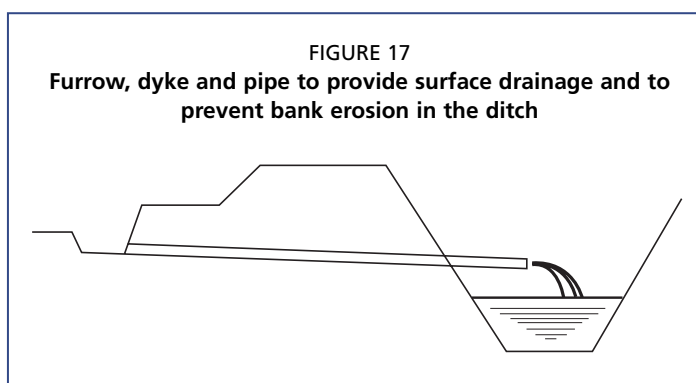 FIGURE 17
Furrow, dyke and pipe to provide surface drainage and to
prevent bank erosion in the ditch